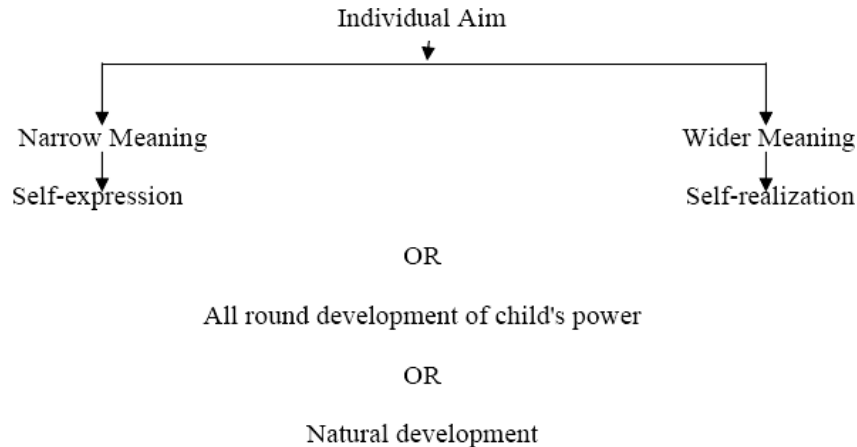 Individual Aim
Narrow Meaning Wider Meaning
Self-expression Self-realization
OR
All round development of child's power
OR
Natural development